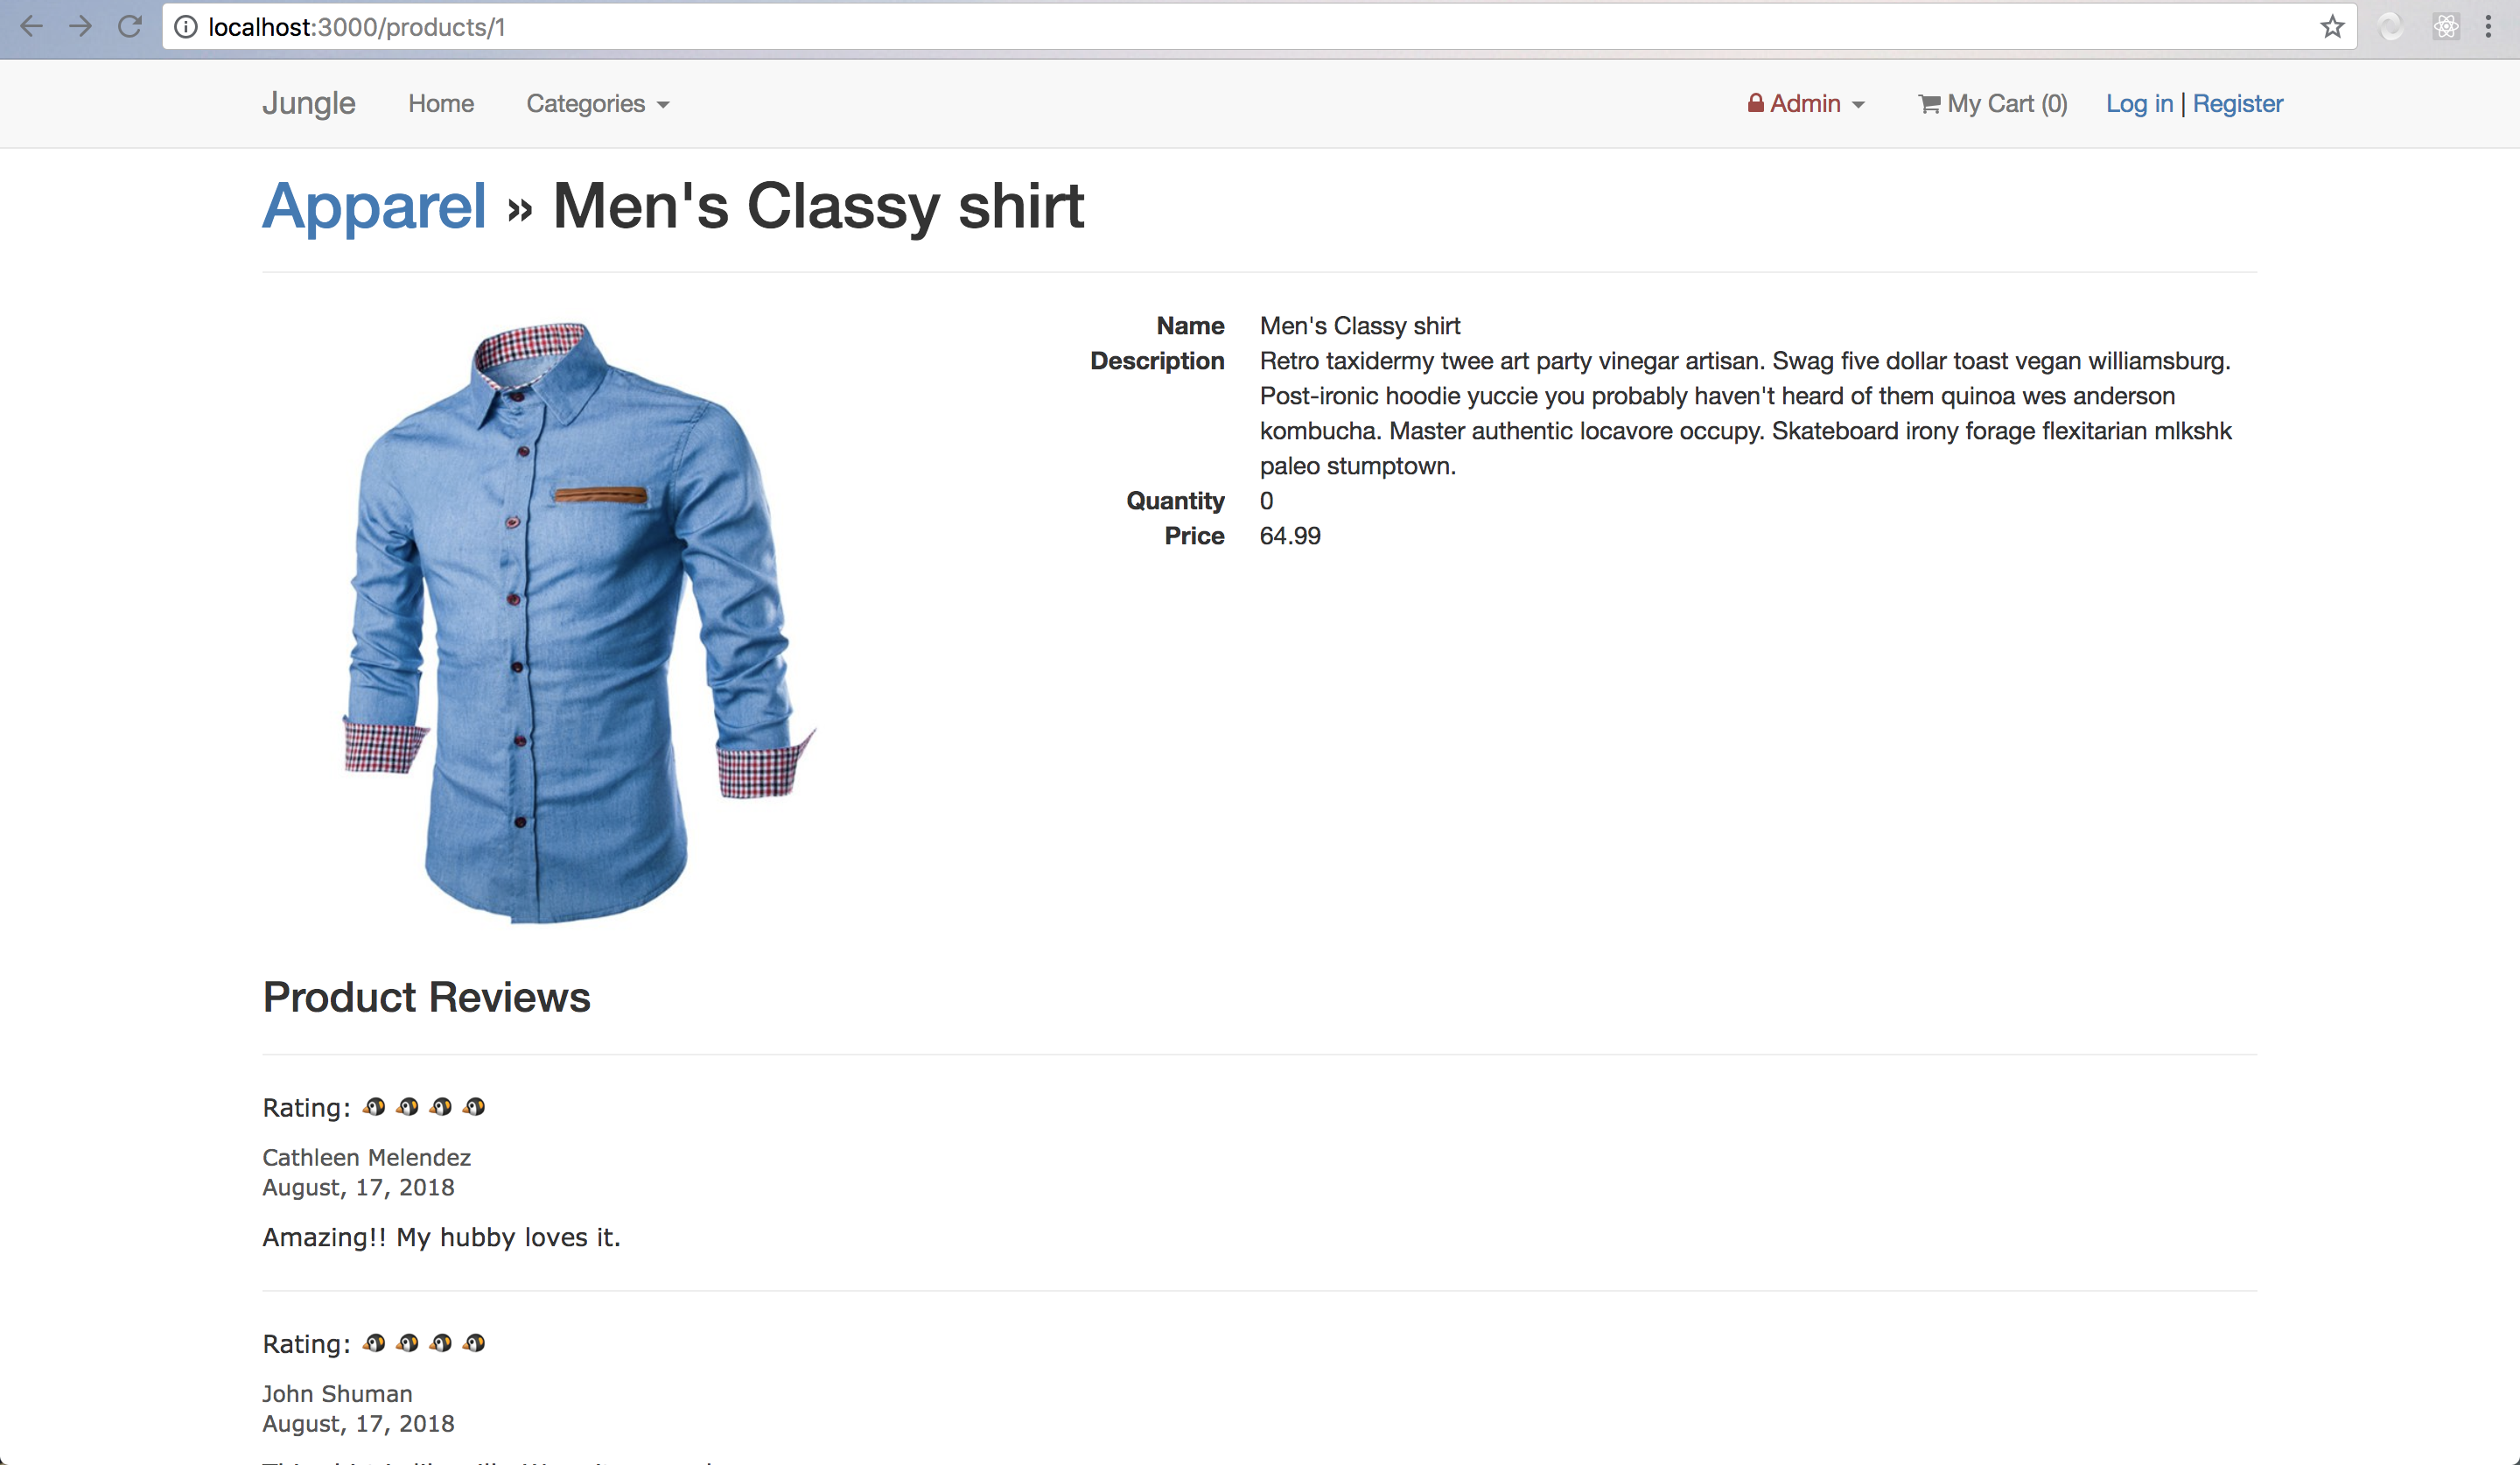 localhost:3000/products/1
Jungle Home Categories Admin My Cart (0) Log in | Register
Apparel » Men's Classy shirt
Name Men's Classy shirt
Description Retro taxidermy twee art party vinegar artisan. Swag five dollar toast vegan williamsburg.
Post-ironic hoodie yuccie you probably haven't heard of them quinoa wes anderson
kombucha. Master authentic locavore occupy. Skateboard irony forage flexitarian mlkshk
paleo stumptown.
Quantity 0
Price 64.99
Product Reviews
Rating: 🐧 🐧 🐧 🐧
Cathleen Melendez
August, 17, 2018
Amazing!! My hubby loves it.
Rating: 🐧 🐧 🐧 🐧
John Shuman
August, 17, 2018